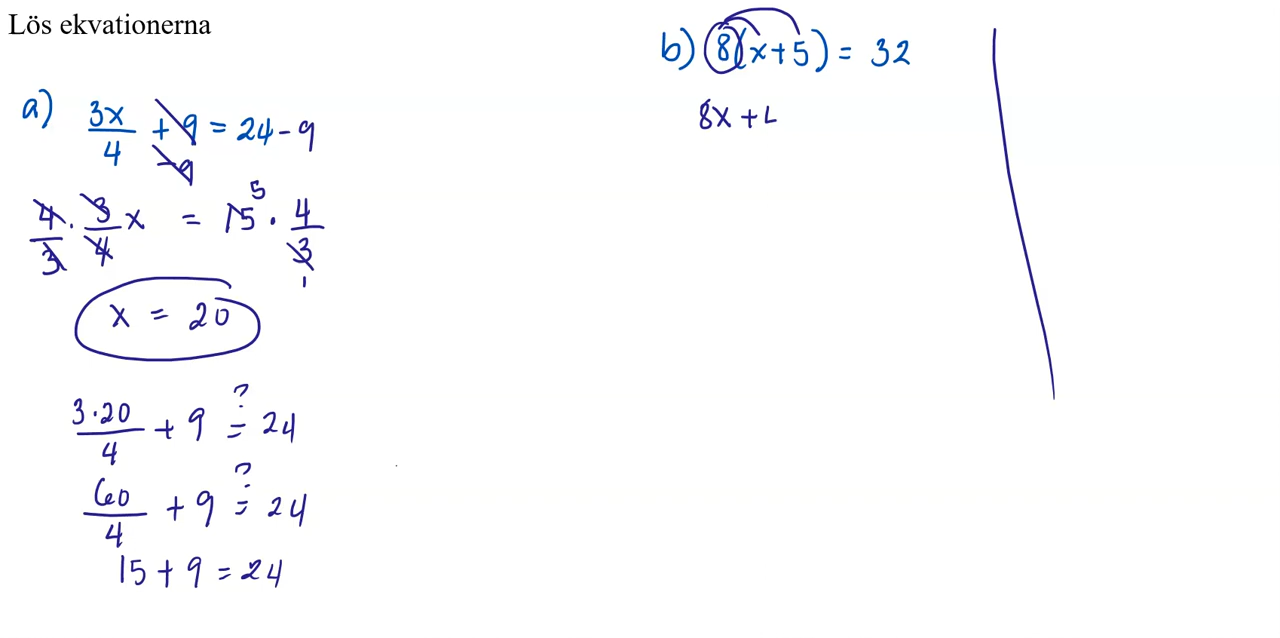 Lös ekvationerna
a) 3x/4 + 9 = 24 - 9
- 9
4/3 · 3/4 x = 15 5 · 4/3
1
x = 20
3·20/4 + 9 ≟ 24
60/4 + 9 ≟ 24
15 + 9 = 24
b) 8(x+5) = 32
8x +